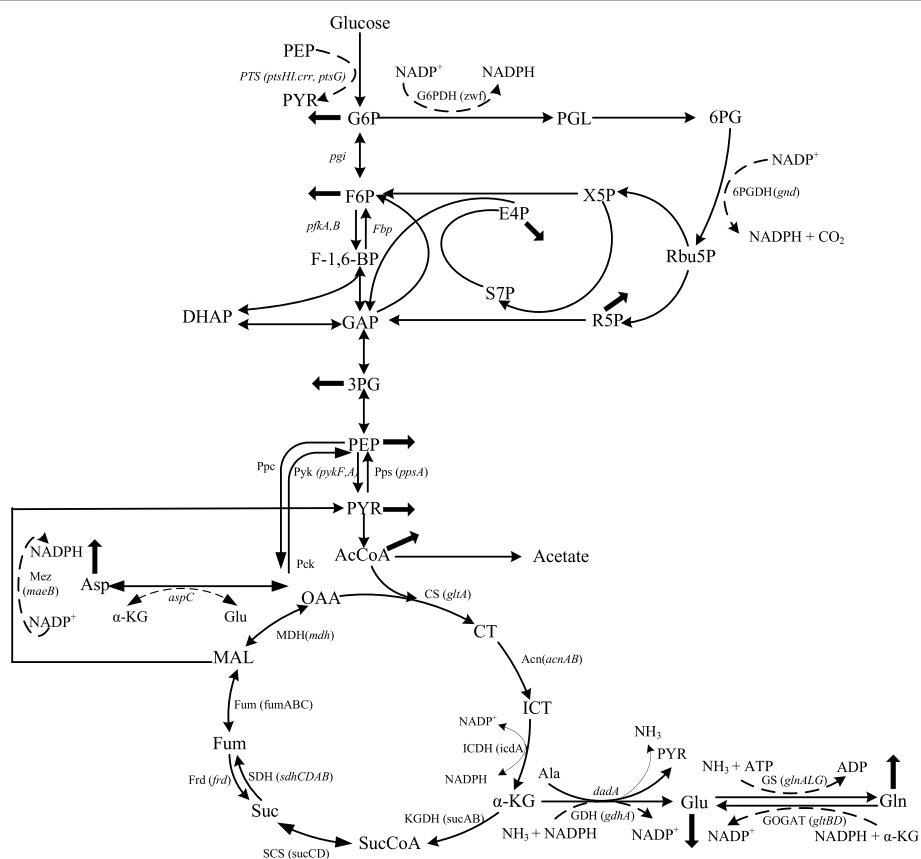 Glucose
PEP
PTS (ptsHI.crr, ptsG)
PYR
NADP⁺
NADPH
G6PDH (zwf)
G6P
PGL
6PG
pgi
NADP⁺
6PGDH(gnd)
NADPH + CO₂
F6P
X5P
E4P
pfkA,B
Fbp
F-1,6-BP
Rbu5P
S7P
DHAP
GAP
R5P
3PG
PEP
Ppc
Pyk (pykF,A)
Pps (ppsA)
PYR
NADPH
AcCoA
Acetate
Mez
(maeB)
Asp
Pck
NADP⁺
α-KG
aspC
Glu
OAA
CS (gltA)
CT
MDH(mdh)
MAL
Acn(acnAB)
Fum (fumABC)
ICT
NADP⁺
ICDH (icdA)
NADPH
Fum
Frd (frd)
SDH (sdhCDAB)
Suc
NH₃
PYR
Ala
dadA
α-KG
GDH (gdhA)
Glu
NH₃ + NADPH
NADP⁺
KGDH (sucAB)
SucCoA
SCS (sucCD)
NH₃ + ATP
ADP
GS (glnALG)
Gln
GOGAT (gltBD)
NADP⁺
NADPH + α-KG